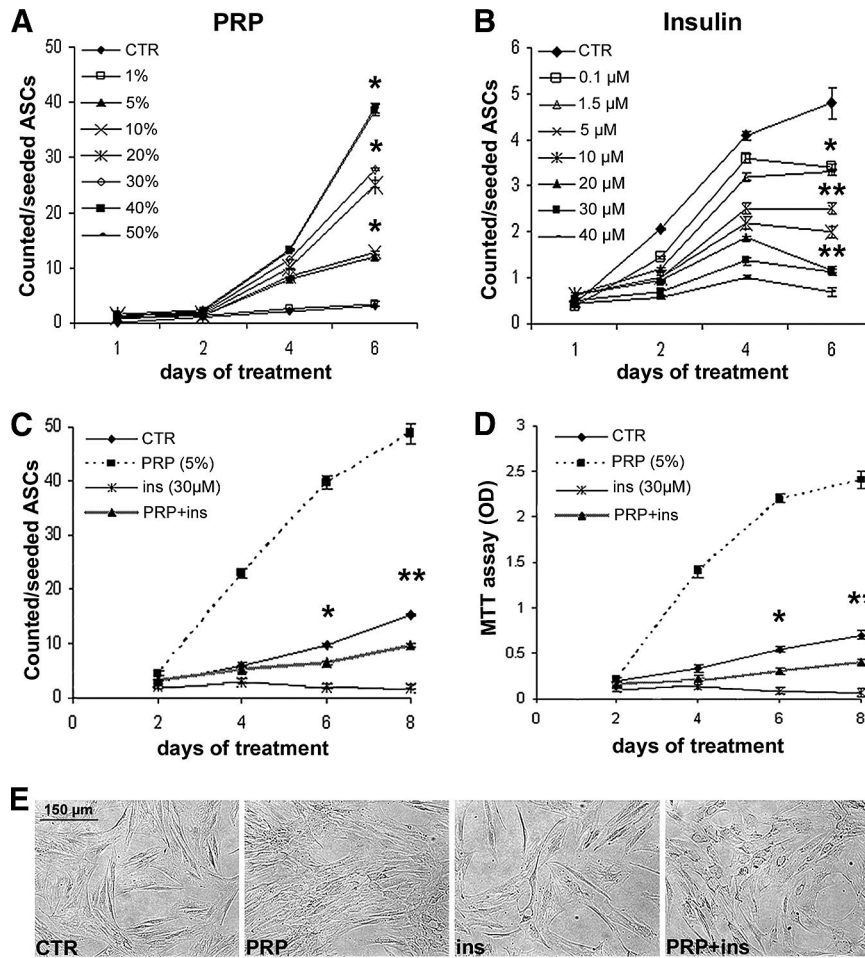 A
PRP
Counted/seeded ASCs
50
40
30
20
10
0
CTR
1%
5%
10%
20%
30%
40%
50%
*
*
*
1
2
4
6
days of treatment
B
Insulin
Counted/seeded ASCs
6
5
4
3
2
1
0
CTR
0.1 µM
1.5 µM
5 µM
10 µM
20 µM
30 µM
40 µM
*
**
**
1
2
4
6
days of treatment
C
Counted/seeded ASCs
50
40
30
20
10
0
CTR
PRP (5%)
ins (30µM)
PRP+ins
*
**
0
2
4
6
8
days of treatment
D
MTT assay (OD)
3
2.5
2
1.5
1
0.5
0
CTR
PRP (5%)
ins (30µM)
PRP+ins
*
**
0
2
4
6
8
days of treatment
E
150 µm
CTR
PRP
ins
PRP+ins